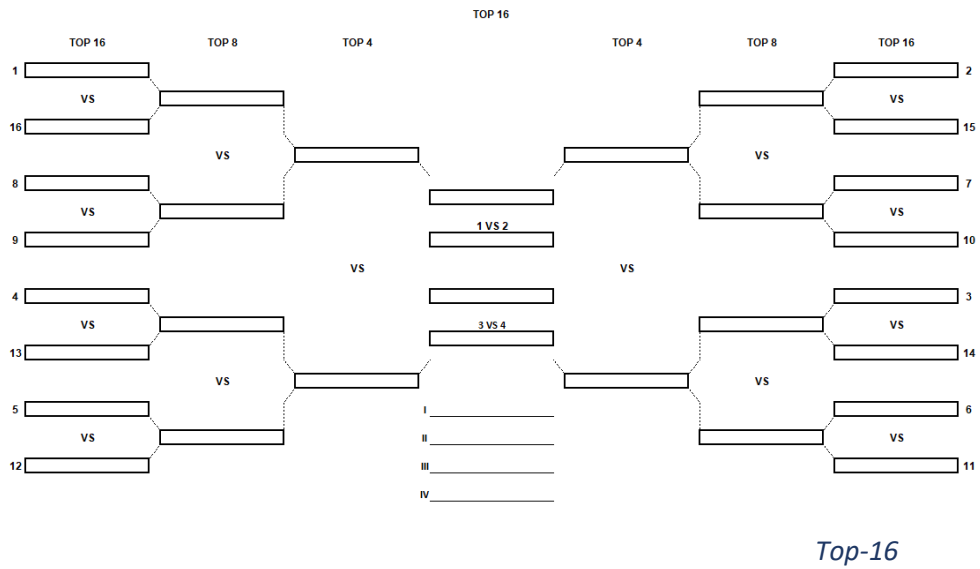 TOP 16
TOP 16 TOP 8 TOP 4 TOP 4 TOP 8 TOP 16
1 2
VS VS
16 15
VS VS
8 7
VS 1 VS 2 VS
9 10
VS VS
4 3
VS 3 VS 4 VS
13 14
VS VS
5 I 6
VS II VS
12 III 11
IV
Top-16